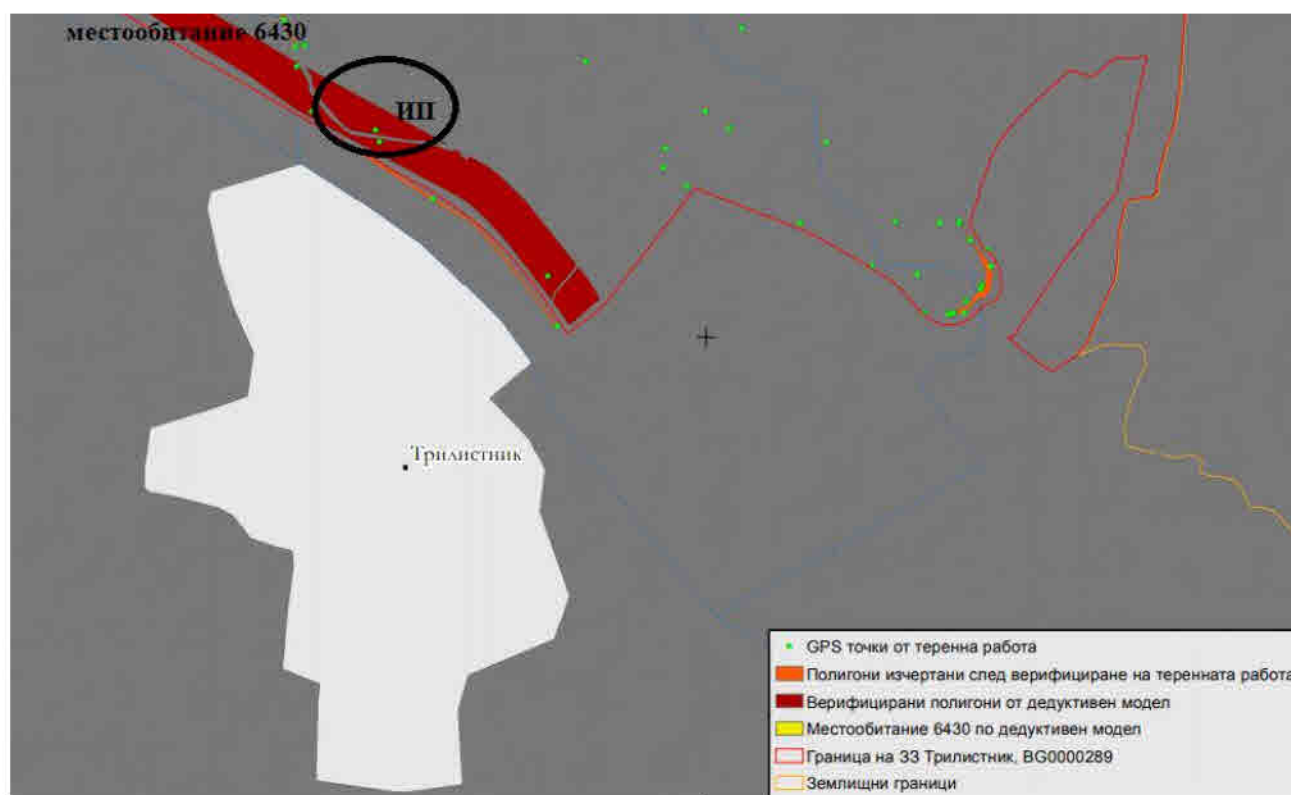 местообитание 6430
ИП
Трилистник
GPS точки от теренна работа
Полигони изчертани след верифициране на теренната работа
Верифицирани полигони от дедуктивен модел
Местообитание 6430 по дедуктивен модел
Граница на ЗЗ Трилистник, BG0000289
Землищни граници